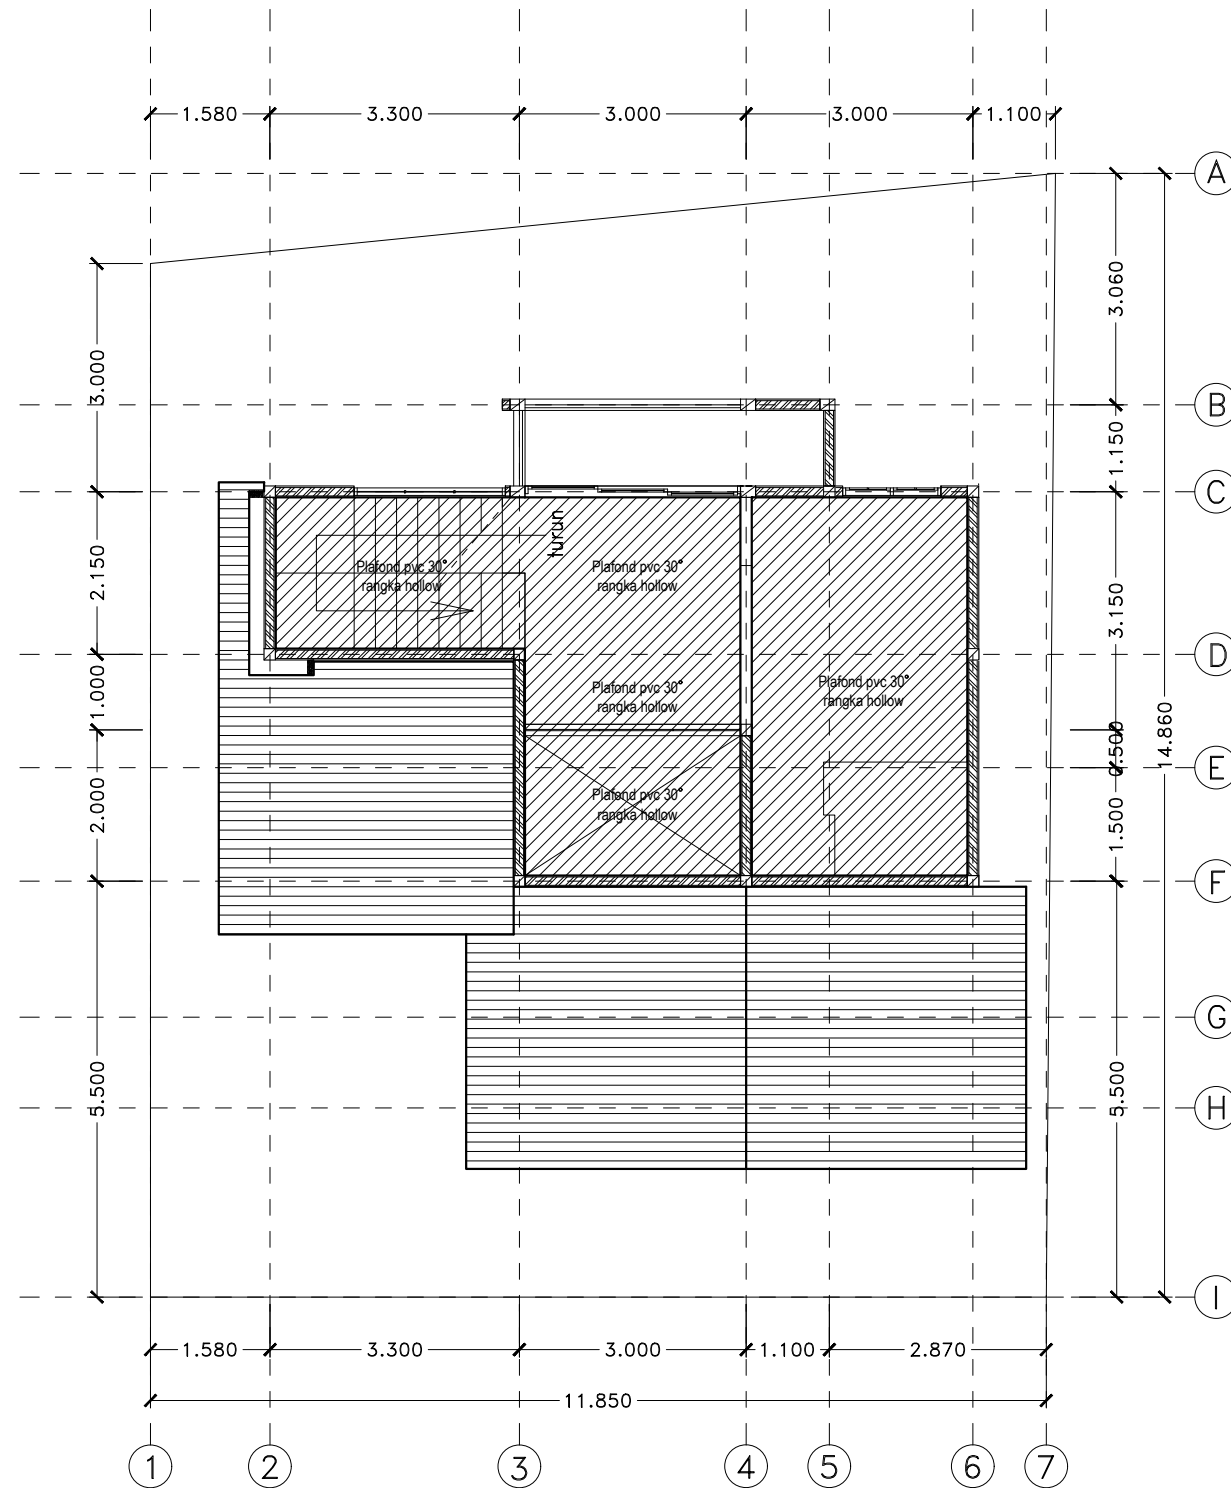 1.580
3.300
3.000
3.000
1.100
A
3.060
3.000
B
1.150
C
turun
Plafond pvc 30°
rangka hollow
Plafond pvc 30°
rangka hollow
2.150
3.150
D
Plafond pvc 30°
rangka hollow
Plafond pvc 30°
rangka hollow
1.000
14.860
0.500
E
Plafond pvc 30°
rangka hollow
2.000
1.500
F
G
5.500
5.500
H
I
1.580
3.300
3.000
1.100
2.870
11.850
1
2
3
4
5
6
7